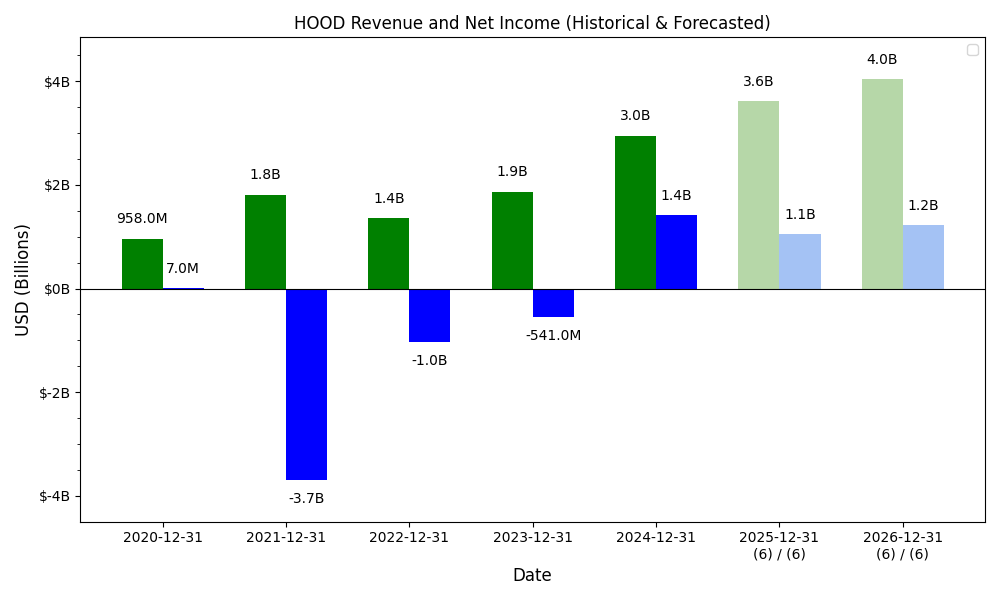 HOOD Revenue and Net Income (Historical & Forecasted)
USD (Billions)
$4B
$2B
$0B
$-2B
$-4B
958.0M
7.0M
1.8B
-3.7B
1.4B
-1.0B
1.9B
-541.0M
3.0B
1.4B
3.6B
1.1B
4.0B
1.2B
2020-12-31
2021-12-31
2022-12-31
2023-12-31
2024-12-31
2025-12-31
(6) / (6)
2026-12-31
(6) / (6)
Date